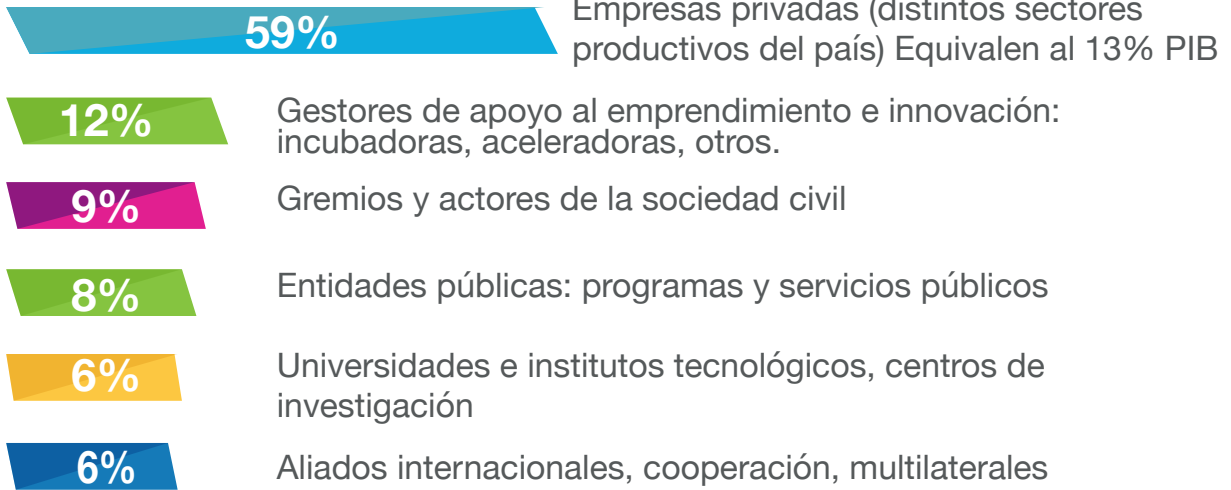 Empresas privadas (distintos sectores
59%
productivos del país) Equivalen al 13% PIB
12%
Gestores de apoyo al emprendimiento e innovación:
incubadoras, aceleradoras, otros.
9%
Gremios y actores de la sociedad civil
8%
Entidades públicas: programas y servicios públicos
6%
Universidades e institutos tecnológicos, centros de
investigación
6%
Aliados internacionales, cooperación, multilaterales